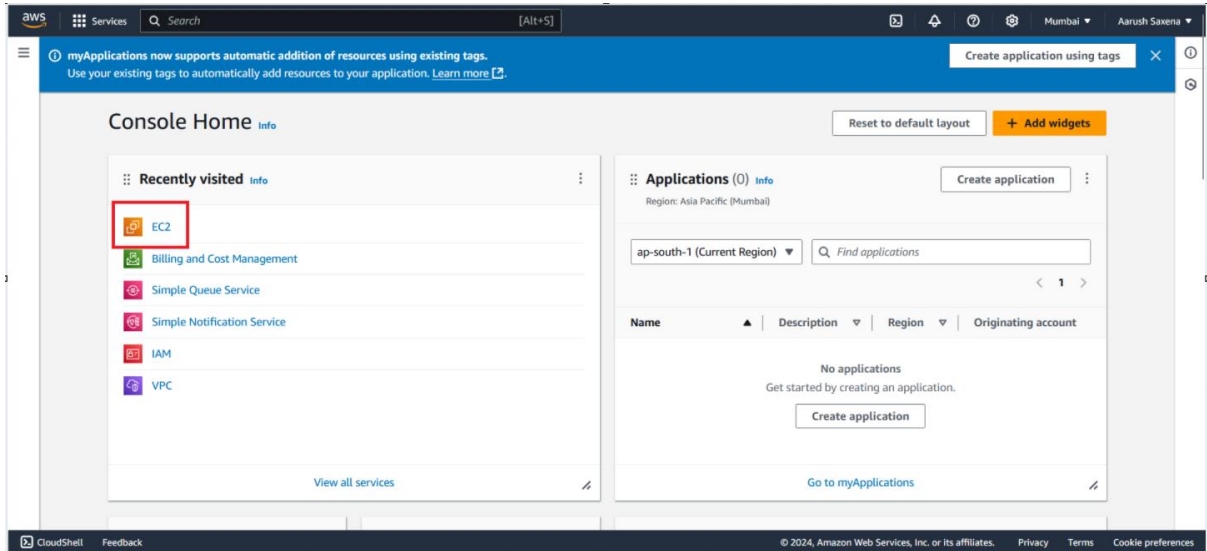 aws Services Search [Alt+S] Mumbai ▼ Aarush Saxena ▼
myApplications now supports automatic addition of resources using existing tags.
Use your existing tags to automatically add resources to your application. Learn more.
Create application using tags
Console Home Info
Reset to default layout
+ Add widgets
Recently visited Info
EC2
Billing and Cost Management
Simple Queue Service
Simple Notification Service
IAM
VPC
View all services
Applications (0) Info
Create application
Region: Asia Pacific (Mumbai)
ap-south-1 (Current Region) ▼ Find applications
< 1 >
Name ▲ Description ▽ Region ▽ Originating account
No applications
Get started by creating an application.
Create application
Go to myApplications
CloudShell Feedback © 2024, Amazon Web Services, Inc. or its affiliates. Privacy Terms Cookie preferences